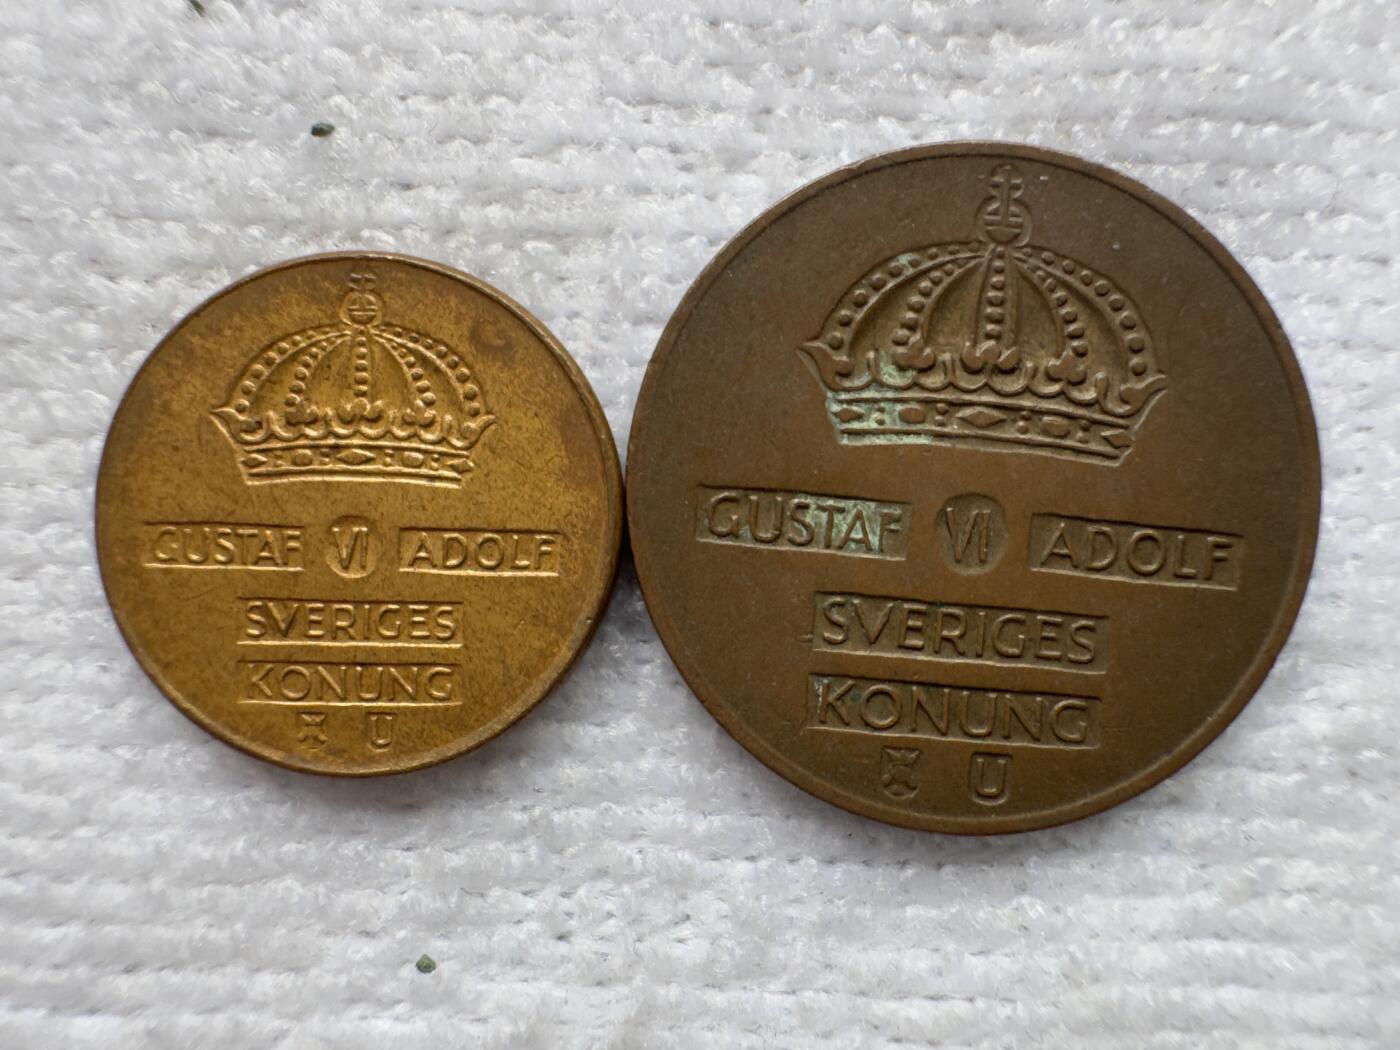 GUSTAF VI ADOLF
SVERIGES
KONUNG
U
GUSTAF VI ADOLF
SVERIGES
KONUNG
U